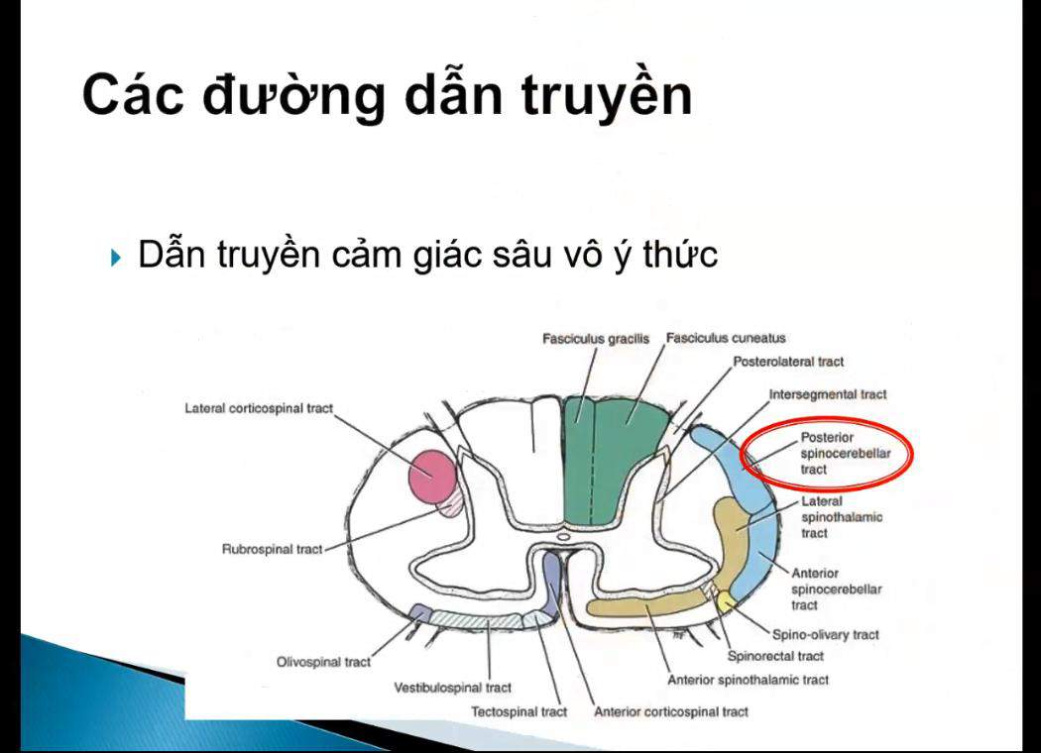 Các đường dẫn truyền
Dẫn truyền cảm giác sâu vô ý thức
Fasciculus gracilis
Fasciculus cuneatus
Posterolateral tract
Intersegmental tract
Lateral corticospinal tract
Posterior
spinocerebellar
tract
Lateral
spinothalamic
tract
Rubrospinal tract
Anterior
spinocerebellar
tract
Spino-olivary tract
Spinorectal tract
Olivospinal tract
Anterior spinothalamic tract
Vestibulospinal tract
Tectospinal tract
Anterior corticospinal tract